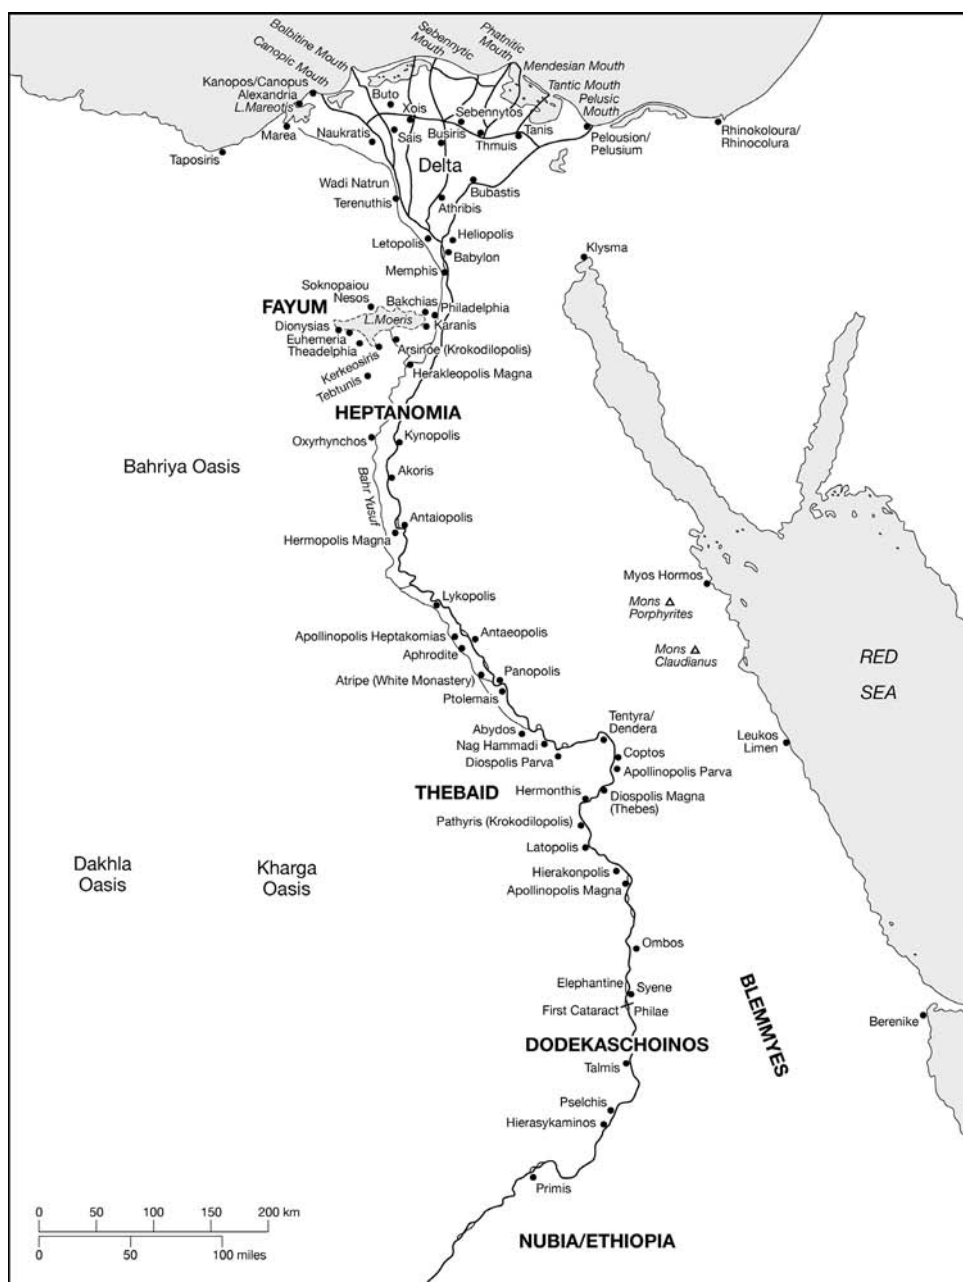 Bolbitine Mouth
Canopic Mouth
Sebennytic
Mouth
Phatnitic
Mouth
Mendesian Mouth
Tantic Mouth
Pelusic
Mouth
Kanopos/Canopus
Alexandria
L.Mareotis
Marea
Taposiris
Buto
Xois
Naukratis
Sais
Busiris
Sebennytos
Thmuis
Tanis
Pelousion/
Pelusium
Rhinokoloura/
Rhinocolura
Delta
Wadi Natrun
Terenuthis
Bubastis
Athribis
Letopolis
Heliopolis
Babylon
Memphis
Klysma
Soknopaiou
Nesos
FAYUM
Bakchias
Philadelphia
L.Moeris
Karanis
Dionysias
Euhemeria
Theadelphia
Arsinoe (Krokodilopolis)
Kerkeosiris
Tebtunis
Herakleopolis Magna
HEPTANOMIA
Oxyrhynchos
Kynopolis
Bahriya Oasis
Akoris
Bahr Yusuf
Antaiopolis
Hermopolis Magna
Myos Hormos
Mons
Porphyrites
Lykopolis
Apollinopolis Heptakomias
Antaeopolis
Aphrodite
Mons
Claudianus
RED
SEA
Atripe (White Monastery)
Panopolis
Ptolemais
Abydos
Nag Hammadi
Diospolis Parva
Tentyra/
Dendera
Coptos
Apollinopolis Parva
Leukos
Limen
THEBAID
Hermonthis
Diospolis Magna
(Thebes)
Pathyris (Krokodilopolis)
Latopolis
Dakhla
Oasis
Kharga
Oasis
Hierakonpolis
Apollinopolis Magna
Ombos
Elephantine
Syene
First Cataract
Philae
BLEMMYES
Berenike
DODEKASCHOINOS
Talmis
Pselchis
Hierasykaminos
Primis
0 50 100 150 200 km
0 50 100 miles
NUBIA/ETHIOPIA